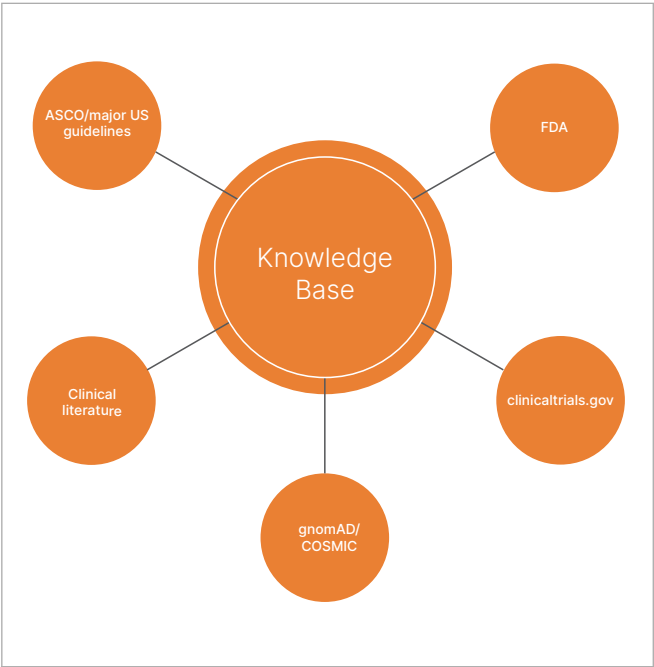 ASCO/major US
guidelines
FDA
Knowledge
Base
Clinical
literature
clinicaltrials.gov
gnomAD/
COSMIC